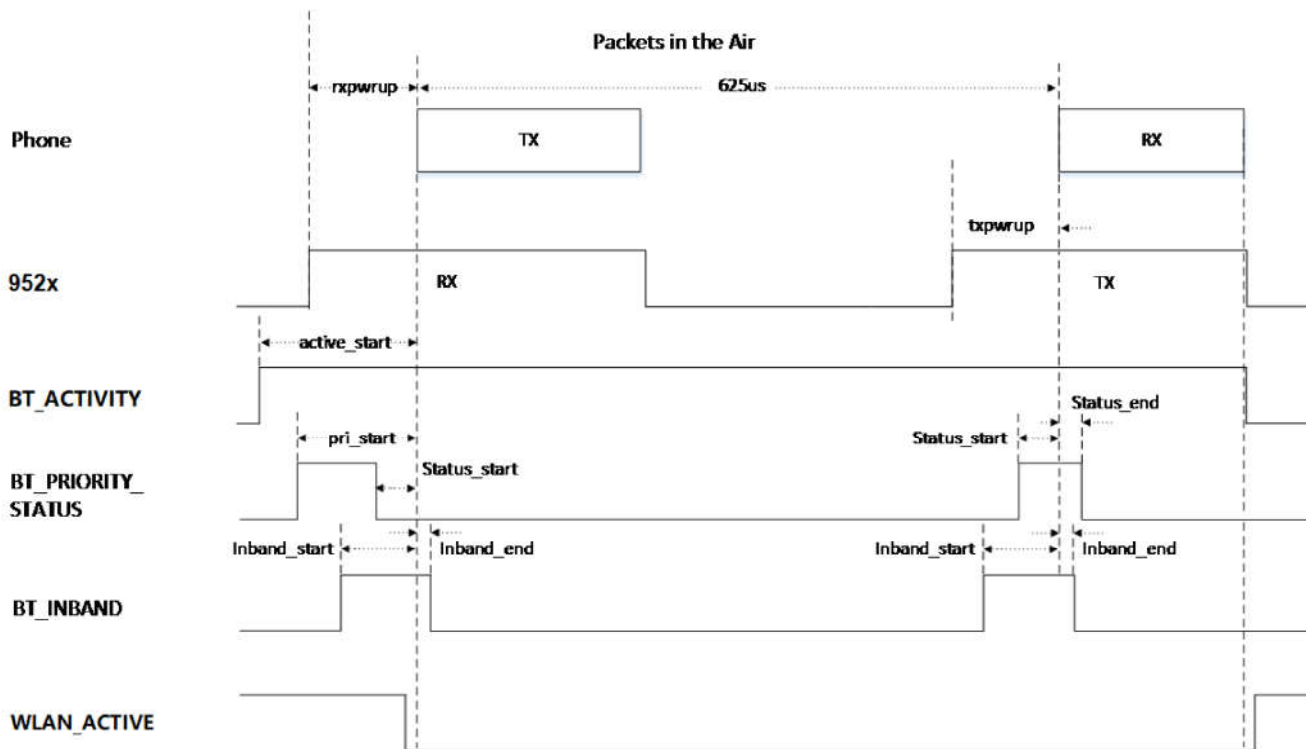 Packets in the Air
rxpwrup
625us
Phone
TX
RX
txpwrup
952x
RX
TX
active_start
BT_ACTIVITY
Status_end
pri_start
Status_start
Status_start
BT_PRIORITY_
STATUS
Inband_start
Inband_end
Inband_start
Inband_end
BT_INBAND
WLAN_ACTIVE